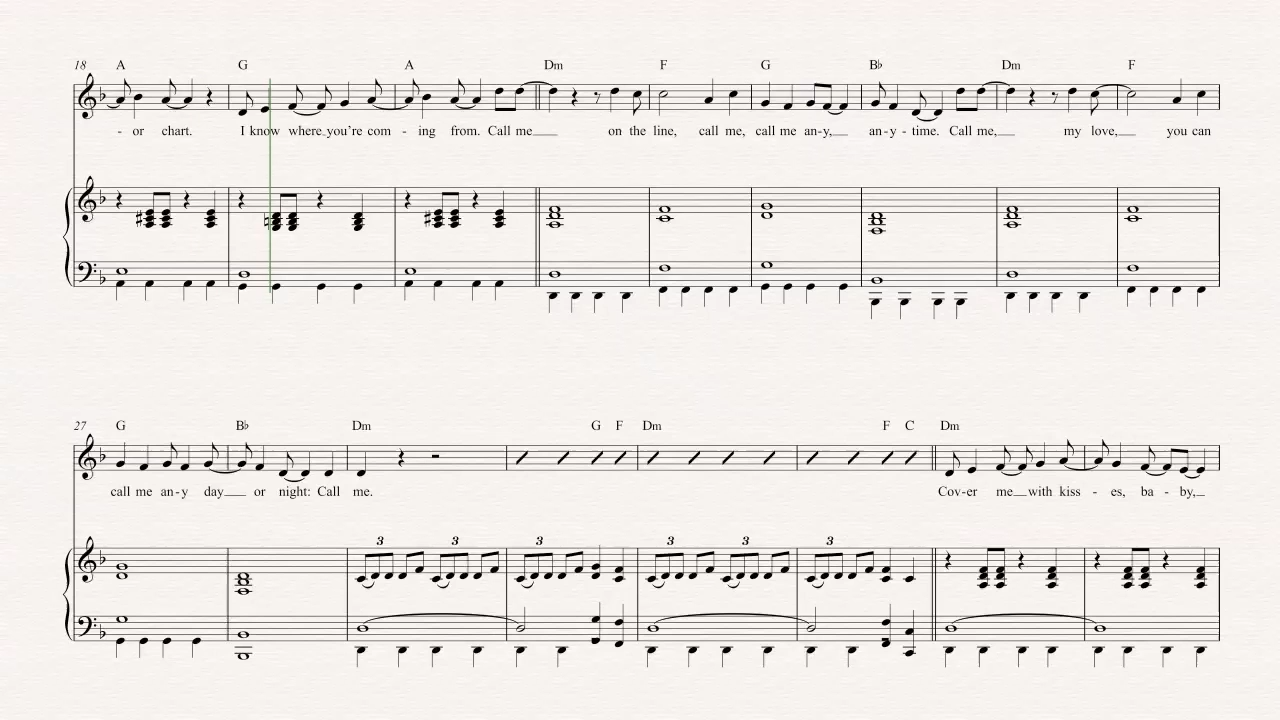 18 A G A Dm F G B♭ Dm F
- or chart. I know where you're com - ing from. Call me on the line, call me, call me an-y, an-y - time. Call me, my love, you can
27 G B♭ Dm G F Dm F C Dm
call me an-y day or night: Call me. Cov-er me with kiss - es, ba - by,
3 3 3 3 3 3